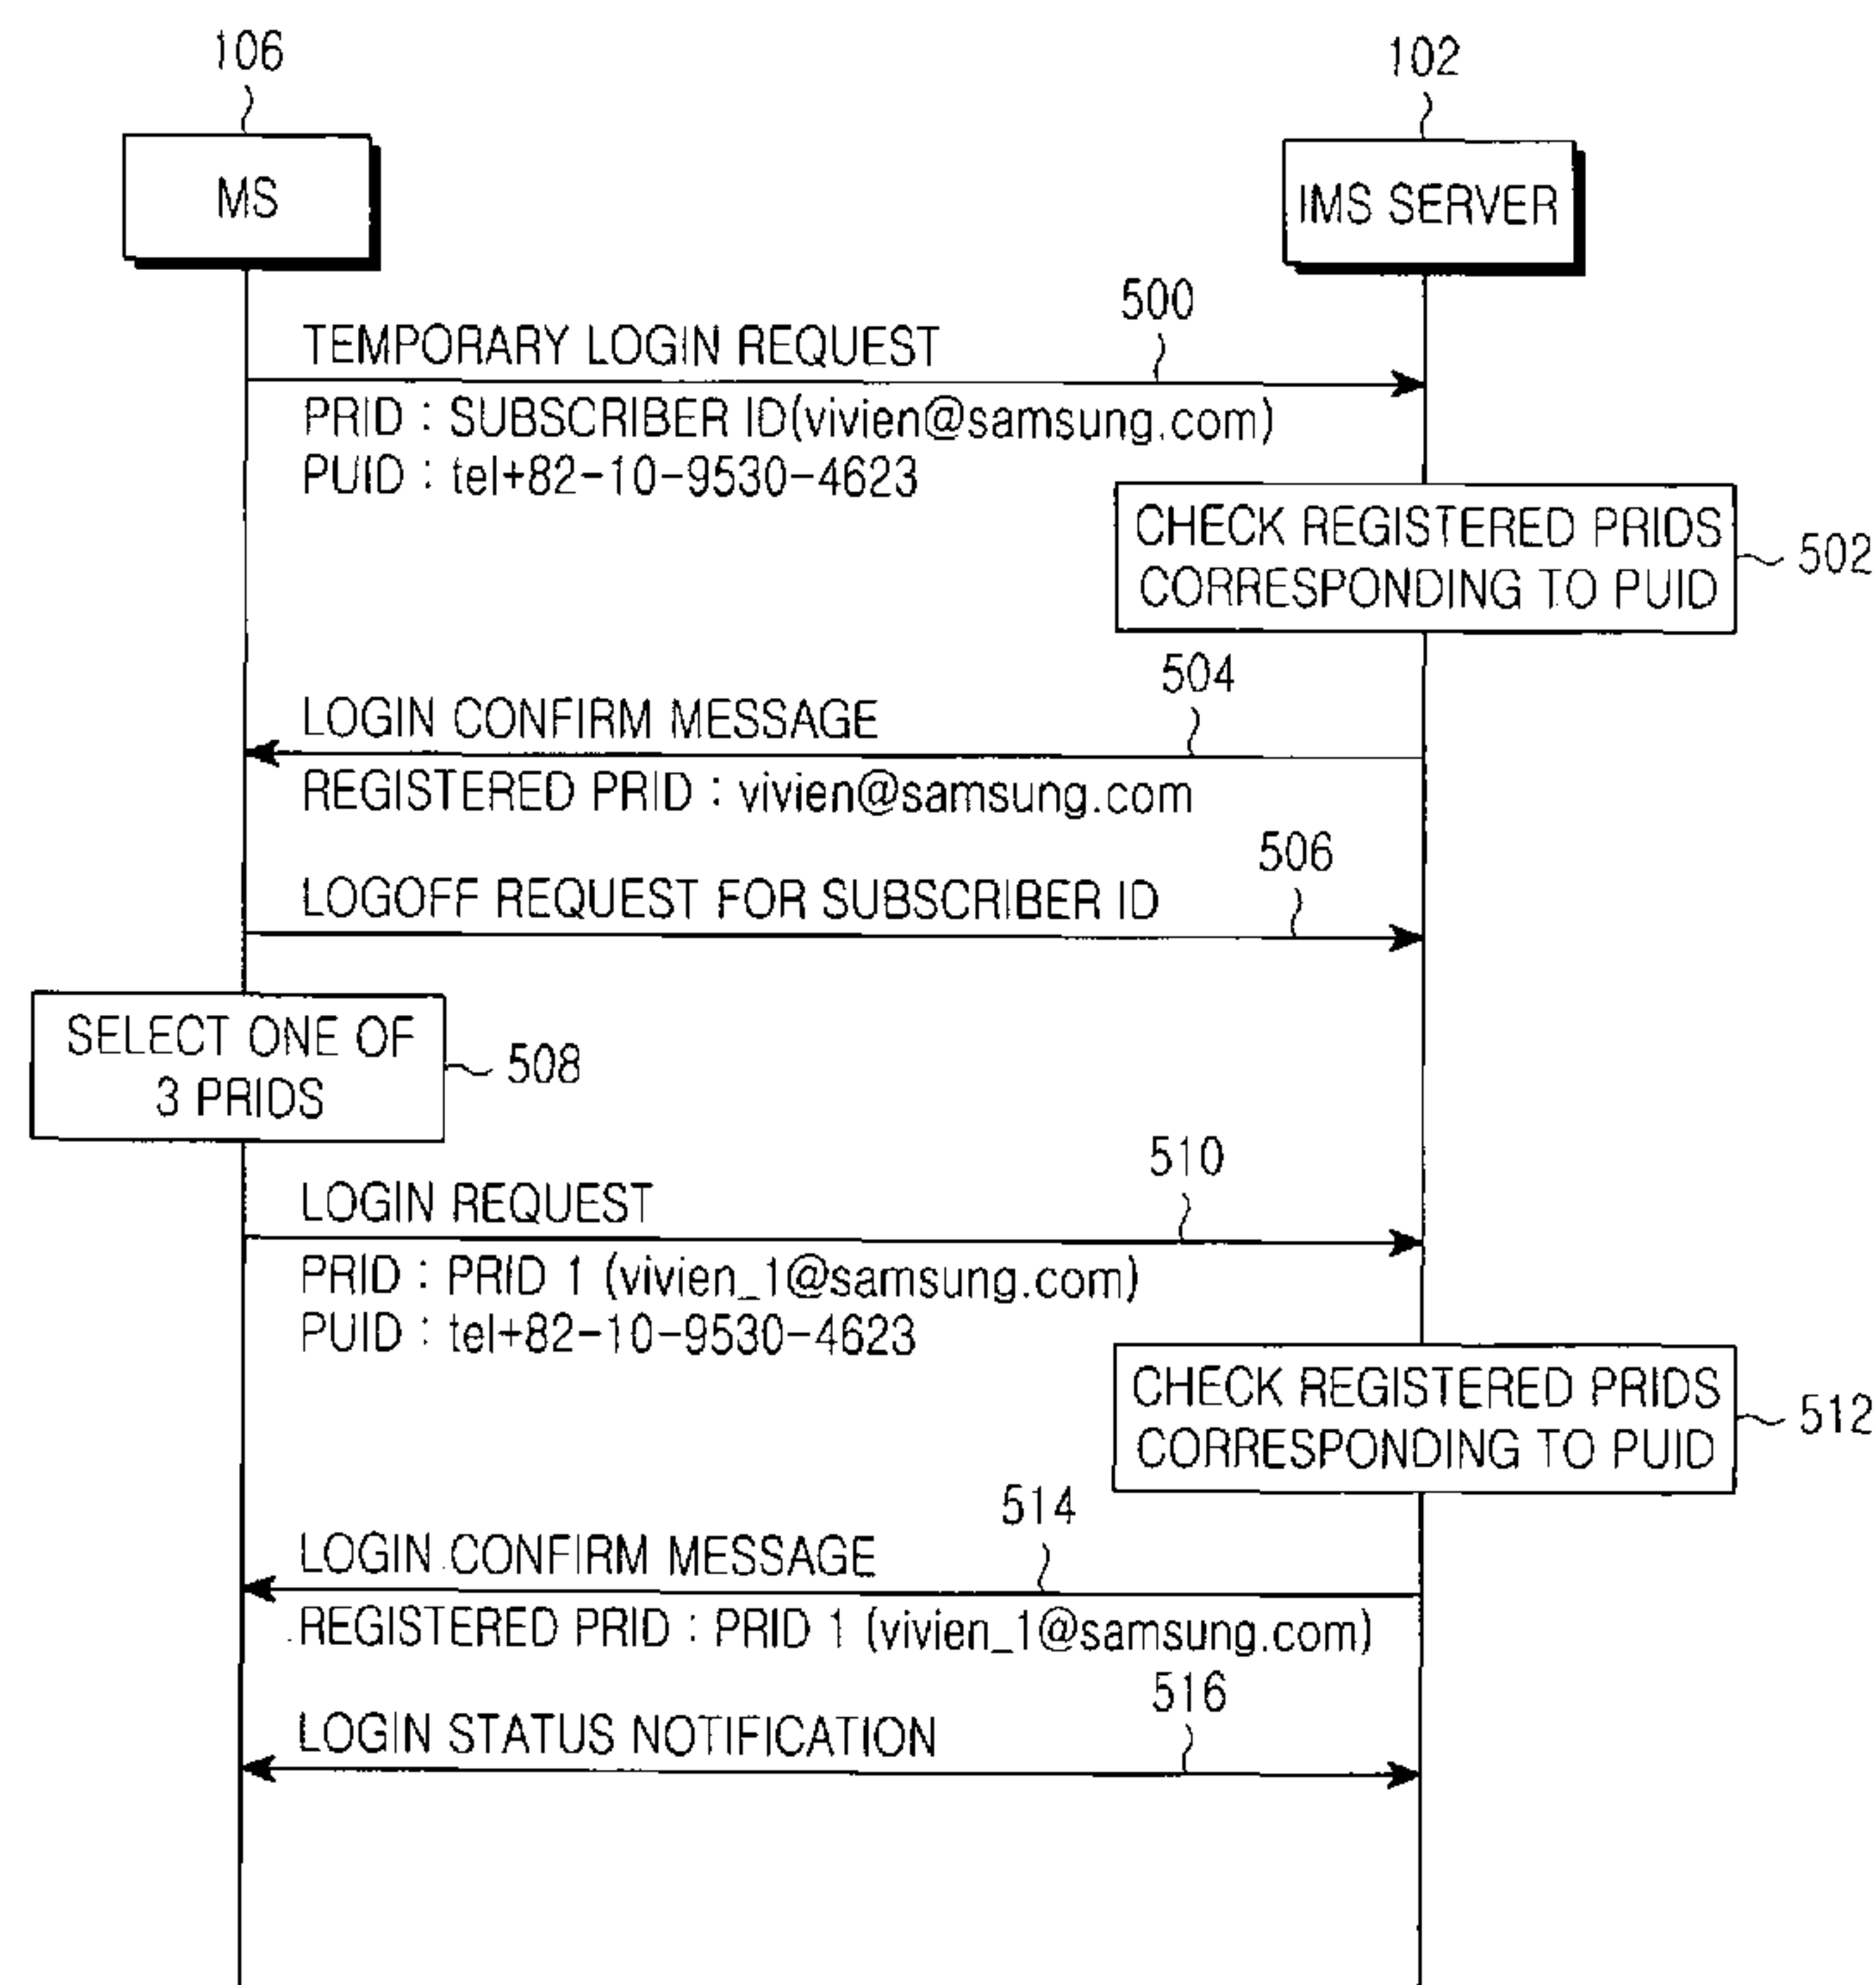 106
102
MS
IMS SERVER
500
TEMPORARY LOGIN REQUEST
PRID : SUBSCRIBER ID(vivien@samsung.com)
PUID : tel+82-10-9530-4623
CHECK REGISTERED PRIDS
CORRESPONDING TO PUID
502
504
LOGIN CONFIRM MESSAGE
REGISTERED PRID : vivien@samsung.com
506
LOGOFF REQUEST FOR SUBSCRIBER ID
SELECT ONE OF
3 PRIDS
508
510
LOGIN REQUEST
PRID : PRID 1 (vivien_1@samsung.com)
PUID : tel+82-10-9530-4623
CHECK REGISTERED PRIDS
CORRESPONDING TO PUID
512
514
LOGIN CONFIRM MESSAGE
REGISTERED PRID : PRID 1 (vivien_1@samsung.com)
516
LOGIN STATUS NOTIFICATION